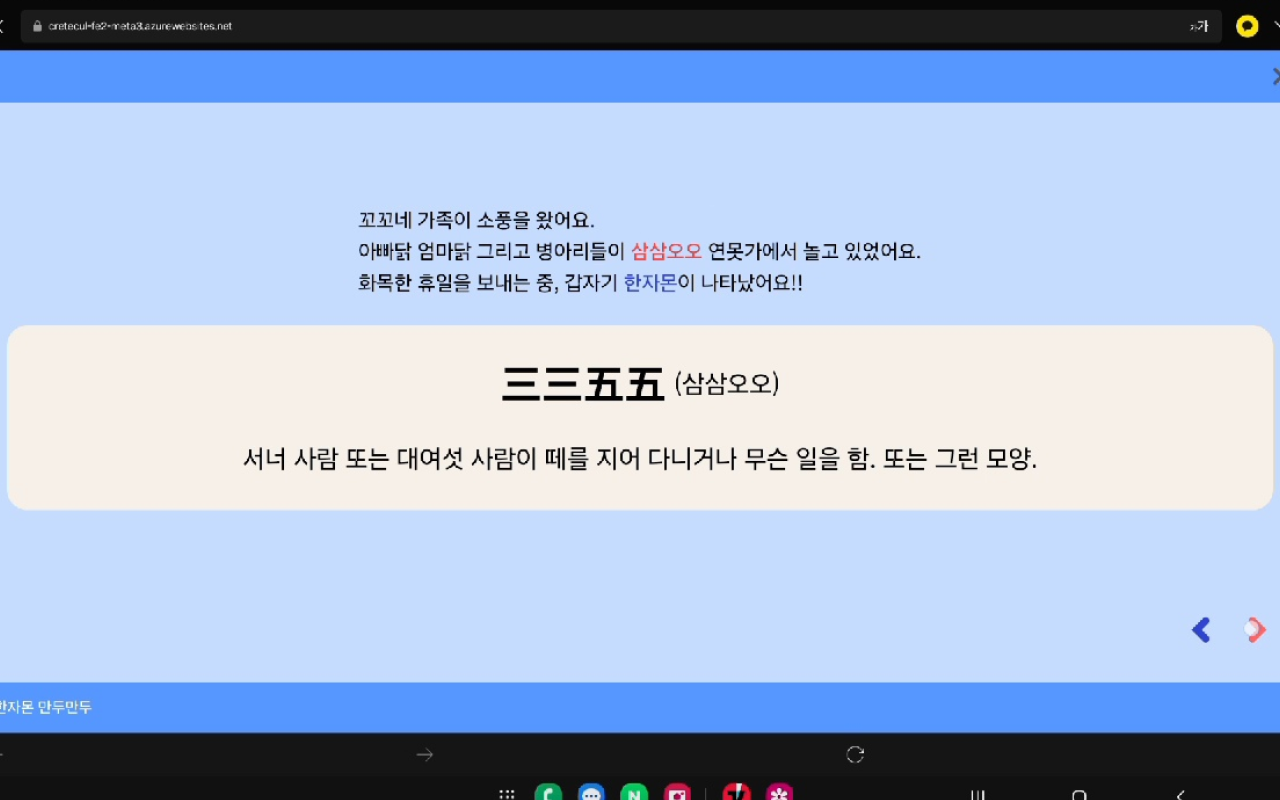 cretecul-fe2-meta3.azurewebsites.net
꼬꼬네 가족이 소풍을 왔어요.
아빠닭 엄마닭 그리고 병아리들이 삼삼오오 연못가에서 놀고 있었어요.
화목한 휴일을 보내는 중, 갑자기 한자몬이 나타났어요!!
三三五五 (삼삼오오)
서너 사람 또는 대여섯 사람이 떼를 지어 다니거나 무슨 일을 함. 또는 그런 모양.
한자몬 만두만두